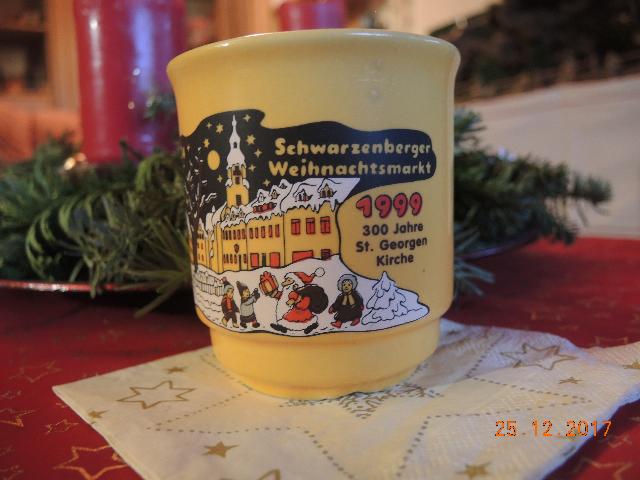 Schwarzenberger
Weihnachtsmarkt
1999
300 Jahre
St. Georgen
Kirche
25.12.2017